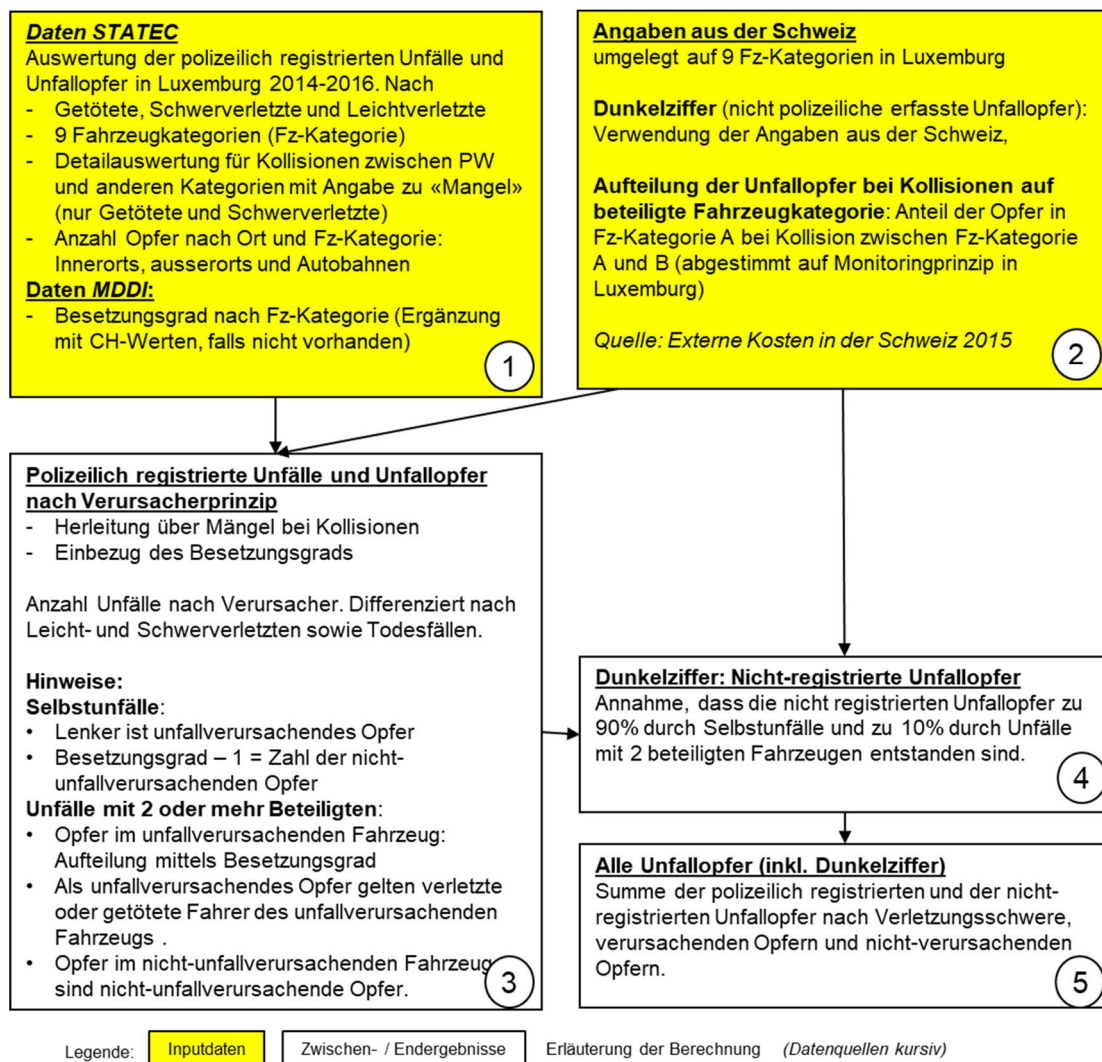 Daten STATEC
Auswertung der polizeilich registrierten Unfälle und
Unfallopfer in Luxemburg 2014-2016. Nach
- Getötete, Schwerverletzte und Leichtverletzte
- 9 Fahrzeugkategorien (Fz-Kategorie)
- Detailauswertung für Kollisionen zwischen PW
und anderen Kategorien mit Angabe zu «Mangel»
(nur Getötete und Schwerverletzte)
- Anzahl Opfer nach Ort und Fz-Kategorie:
Innerorts, ausserorts und Autobahnen
Daten MDDI:
- Besetzungsgrad nach Fz-Kategorie (Ergänzung
mit CH-Werten, falls nicht vorhanden)
1
Angaben aus der Schweiz
umgelegt auf 9 Fz-Kategorien in Luxemburg
Dunkelziffer (nicht polizeiliche erfasste Unfallopfer):
Verwendung der Angaben aus der Schweiz,
Aufteilung der Unfallopfer bei Kollisionen auf
beteiligte Fahrzeugkategorie: Anteil der Opfer in
Fz-Kategorie A bei Kollision zwischen Fz-Kategorie
A und B (abgestimmt auf Monitoringprinzip in
Luxemburg)
Quelle: Externe Kosten in der Schweiz 2015
2
Polizeilich registrierte Unfälle und Unfallopfer
nach Verursacherprinzip
- Herleitung über Mängel bei Kollisionen
- Einbezug des Besetzungsgrads
Anzahl Unfälle nach Verursacher. Differenziert nach
Leicht- und Schwerverletzten sowie Todesfällen.
Hinweise:
Selbstunfälle:
• Lenker ist unfallverursachendes Opfer
• Besetzungsgrad – 1 = Zahl der nicht-
unfallverursachenden Opfer
Unfälle mit 2 oder mehr Beteiligten:
• Opfer im unfallverursachenden Fahrzeug:
Aufteilung mittels Besetzungsgrad
• Als unfallverursachendes Opfer gelten verletzte
oder getötete Fahrer des unfallverursachenden
Fahrzeugs .
• Opfer im nicht-unfallverursachenden Fahrzeug
sind nicht-unfallverursachende Opfer.
3
Dunkelziffer: Nicht-registrierte Unfallopfer
Annahme, dass die nicht registrierten Unfallopfer zu
90% durch Selbstunfälle und zu 10% durch Unfälle
mit 2 beteiligten Fahrzeugen entstanden sind.
4
Alle Unfallopfer (inkl. Dunkelziffer)
Summe der polizeilich registrierten und der nicht-
registrierten Unfallopfer nach Verletzungsschwere,
verursachenden Opfern und nicht-verursachenden
Opfern.
5
Legende: Inputdaten Zwischen- / Endergebnisse Erläuterung der Berechnung (Datenquellen kursiv)